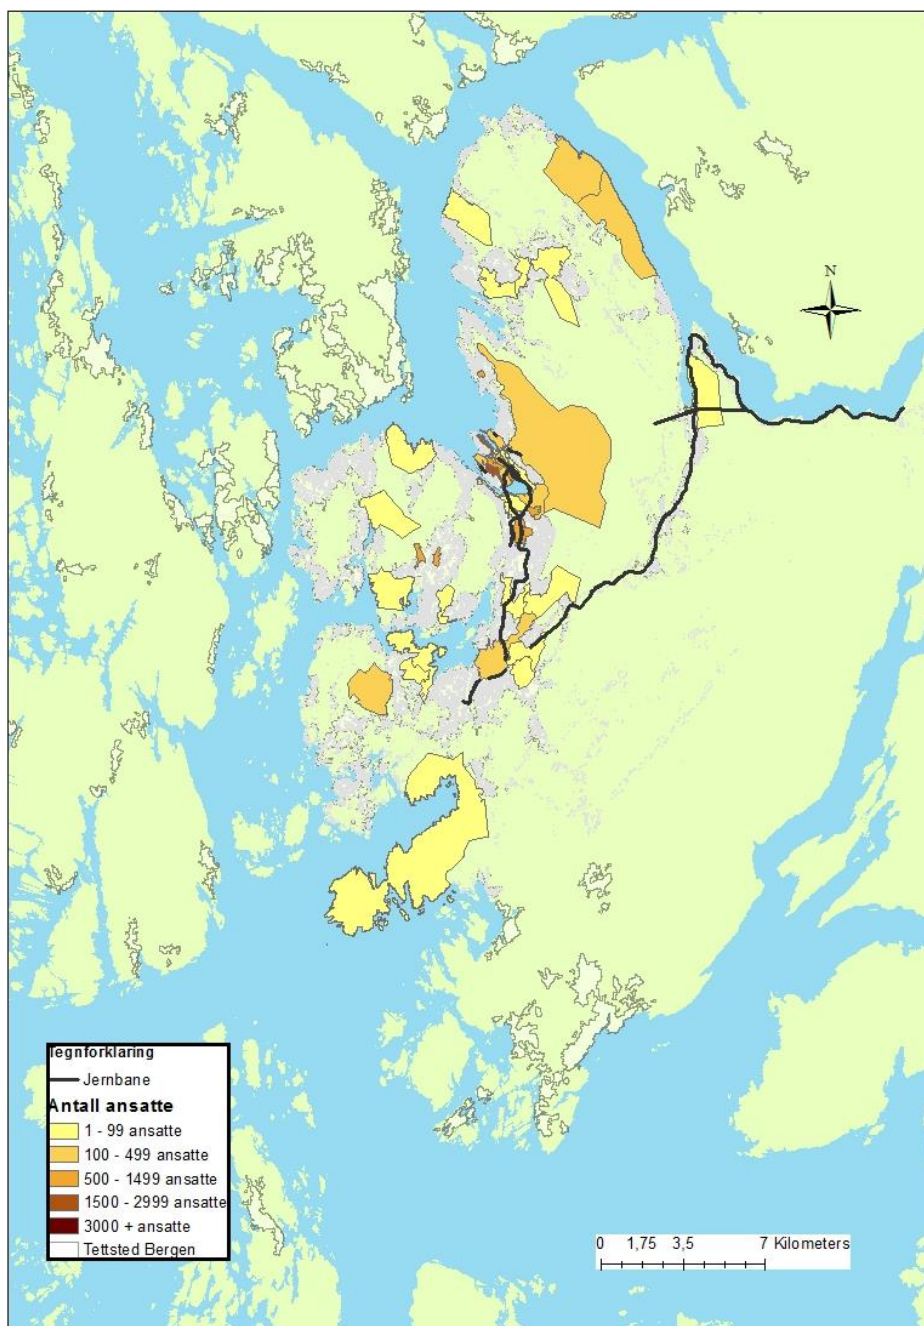 N
Tegnforklaring
Jernbane
Antall ansatte
1 - 99 ansatte
100 - 499 ansatte
500 - 1499 ansatte
1500 - 2999 ansatte
3000 + ansatte
Tettsted Bergen
0 1,75 3,5 7 Kilometers